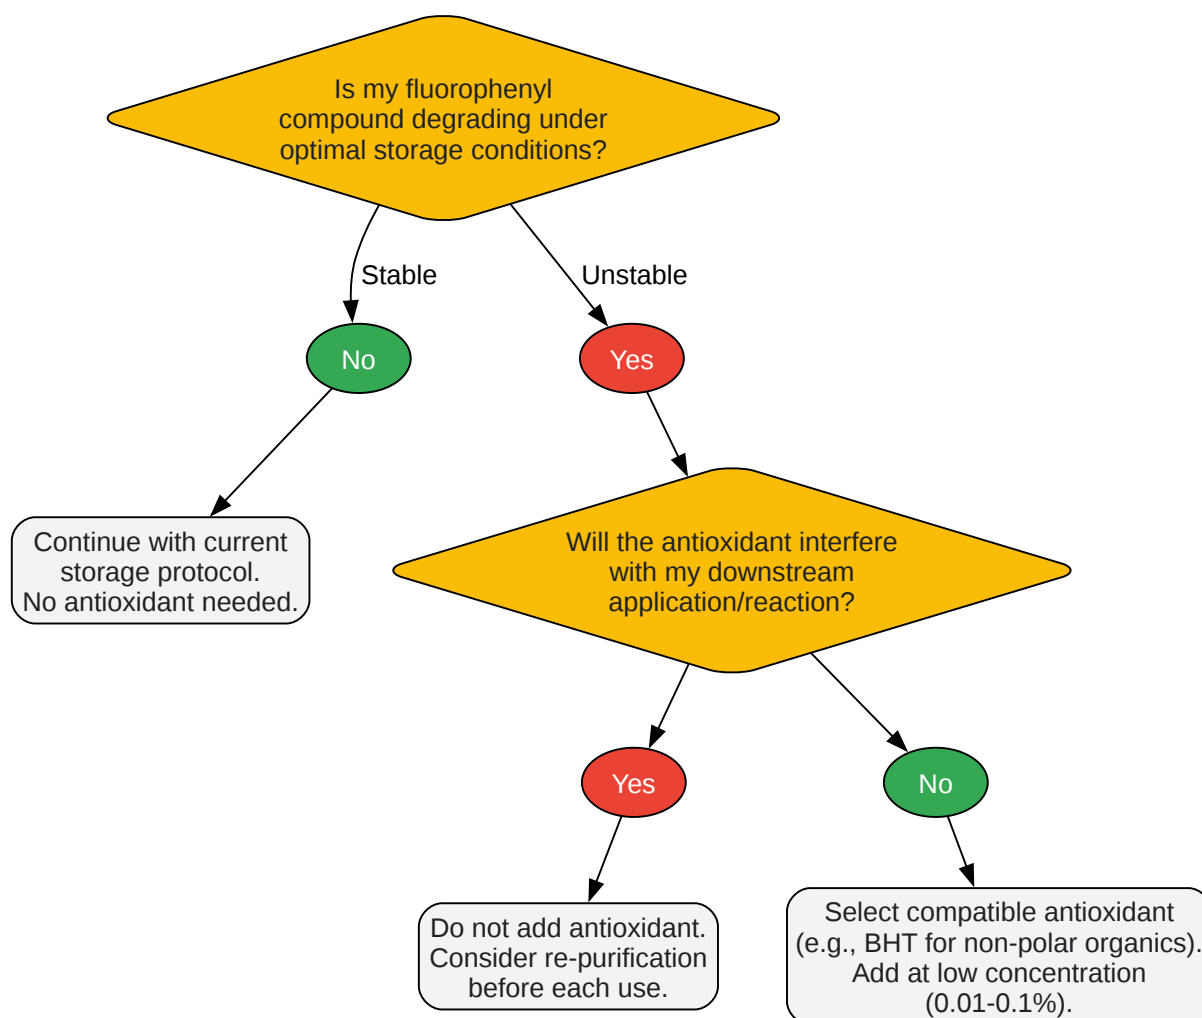 Is my fluorophenyl
compound degrading under
optimal storage conditions?
Stable
Unstable
No
Yes
Continue with current
storage protocol.
No antioxidant needed.
Will the antioxidant interfere
with my downstream
application/reaction?
Yes
No
Do not add antioxidant.
Consider re-purification
before each use.
Select compatible antioxidant
(e.g., BHT for non-polar organics).
Add at low concentration
(0.01-0.1%).